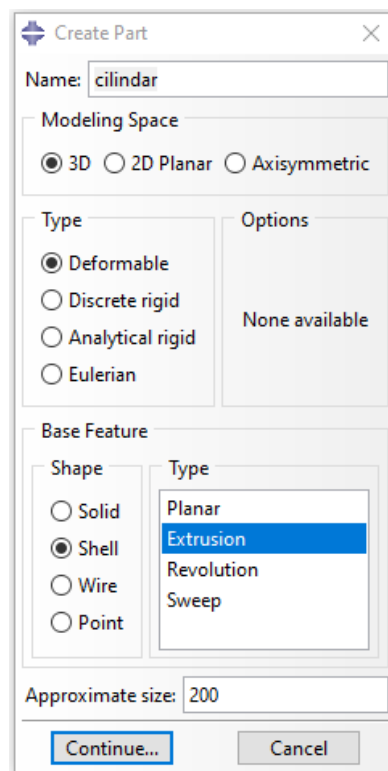 Create Part
Name: cilindar
Modeling Space
3D 2D Planar Axisymmetric
Type
Deformable
Discrete rigid
Analytical rigid
Eulerian
Options
None available
Base Feature
Shape
Solid
Shell
Wire
Point
Type
Planar
Extrusion
Revolution
Sweep
Approximate size: 200
Continue... Cancel